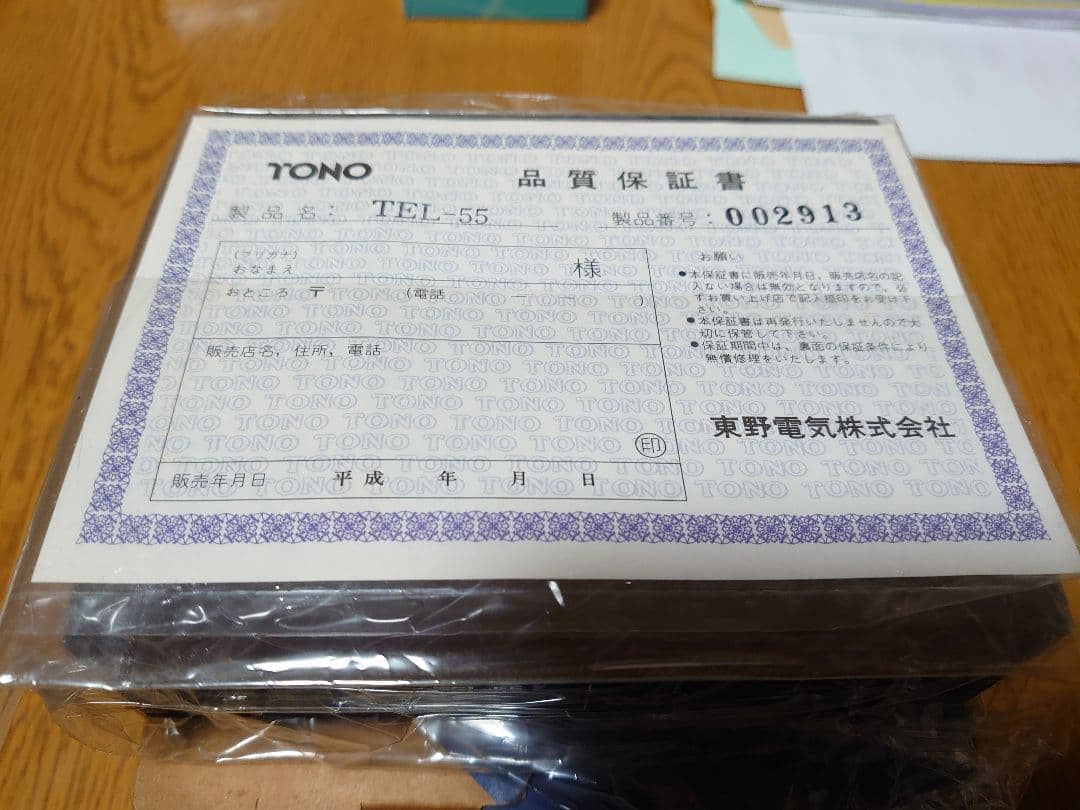 TONO
品質保証書
製品名： TEL-55
製品番号： 002913
(フリガナ)
おなまえ 様
おところ 〒 (電話 ー ー )
販売店名，住所，電話
印
販売年月日 平成 年 月 日
お願い
●本保証書に販売年月日，販売店名の記
入ない場合は無効となりますので，必
ずお買い上げ店で記入捺印をお受け下
さい。
●本保証書は再発行いたしませんので大
切に保管して下さい。
●保証期間中は、裏面の保証条件により
無償修理をいたします。
東野電気株式会社